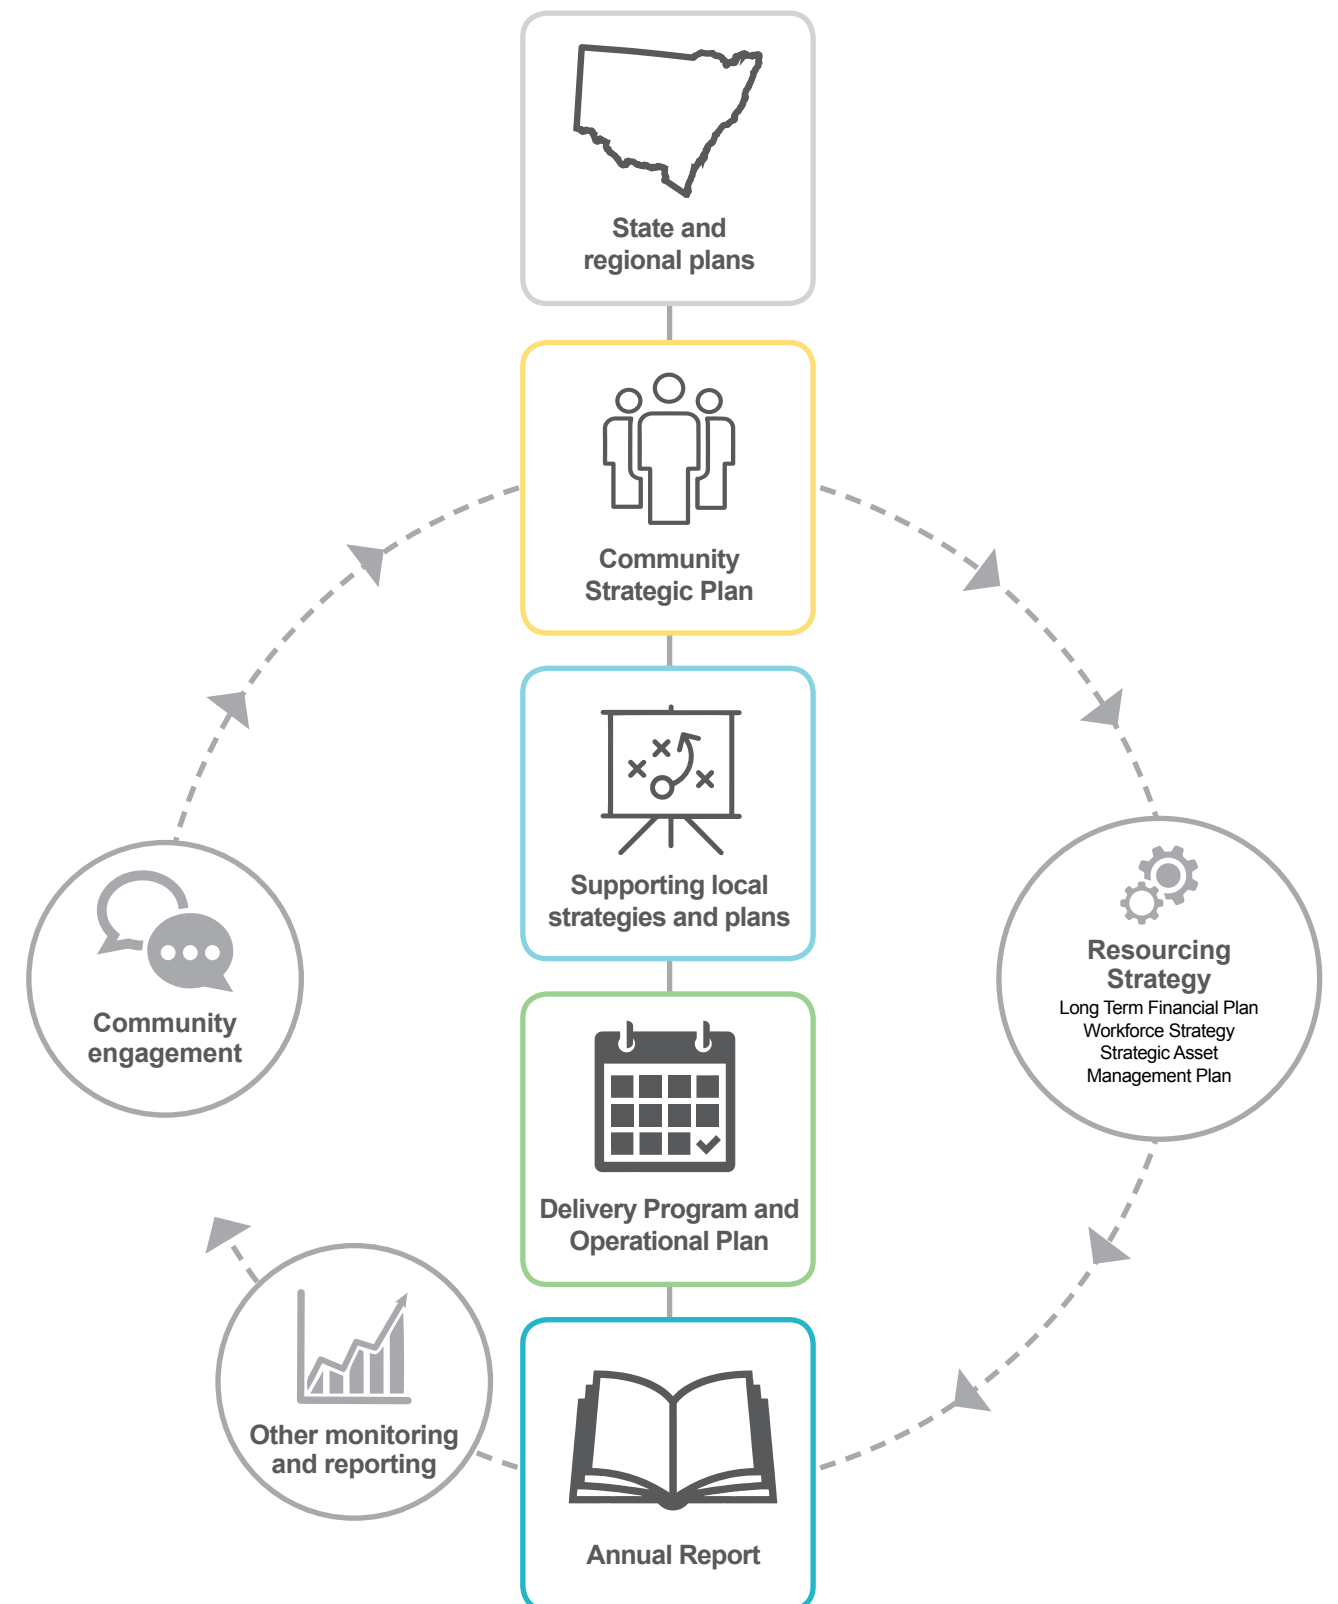 State and
regional plans
Community
Strategic Plan
Supporting local
strategies and plans
Community
engagement
Resourcing
Strategy
Long Term Financial Plan
Workforce Strategy
Strategic Asset
Management Plan
Delivery Program and
Operational Plan
Other monitoring
and reporting
Annual Report